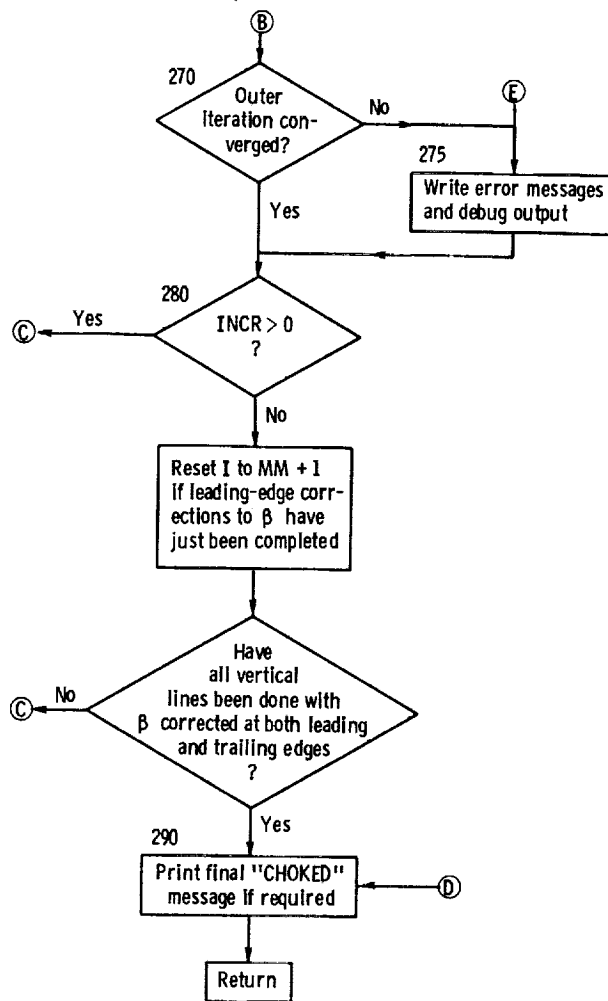 B
270
Outer
iteration con-
verged?
No
E
275
Write error messages
and debug output
Yes
280
INCR > 0
?
Yes
C
No
Reset I to MM + 1
if leading-edge corr-
ections to β have
just been completed
Have
all vertical
lines been done with
β corrected at both leading
and trailing edges
?
No
C
Yes
290
Print final "CHOKED"
message if required
D
Return